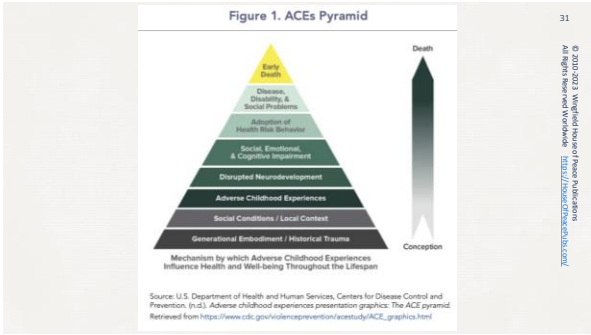 Figure 1. ACEs Pyramid
Early
Death
Disease,
Disability, &
Social Problems
Adoption of
Health Risk Behavior
Social, Emotional,
& Cognitive Impairment
Disrupted Neurodevelopment
Adverse Childhood Experiences
Social Conditions / Local Context
Generational Embodiment / Historical Trauma
Death
Conception
Mechanism by which Adverse Childhood Experiences
Influence Health and Well-being Throughout the Lifespan
Source: U.S. Department of Health and Human Services, Centers for Disease Control and
Prevention. (n.d.). Adverse childhood experiences presentation graphics: The ACE pyramid.
Retrieved from https://www.cdc.gov/violenceprevention/acestudy/ACE_graphics.html
31
© 2010-2023 Wingfield House of Peace Publications
All Rights Reserved Worldwide https://HouseOfPeacePubs.com/